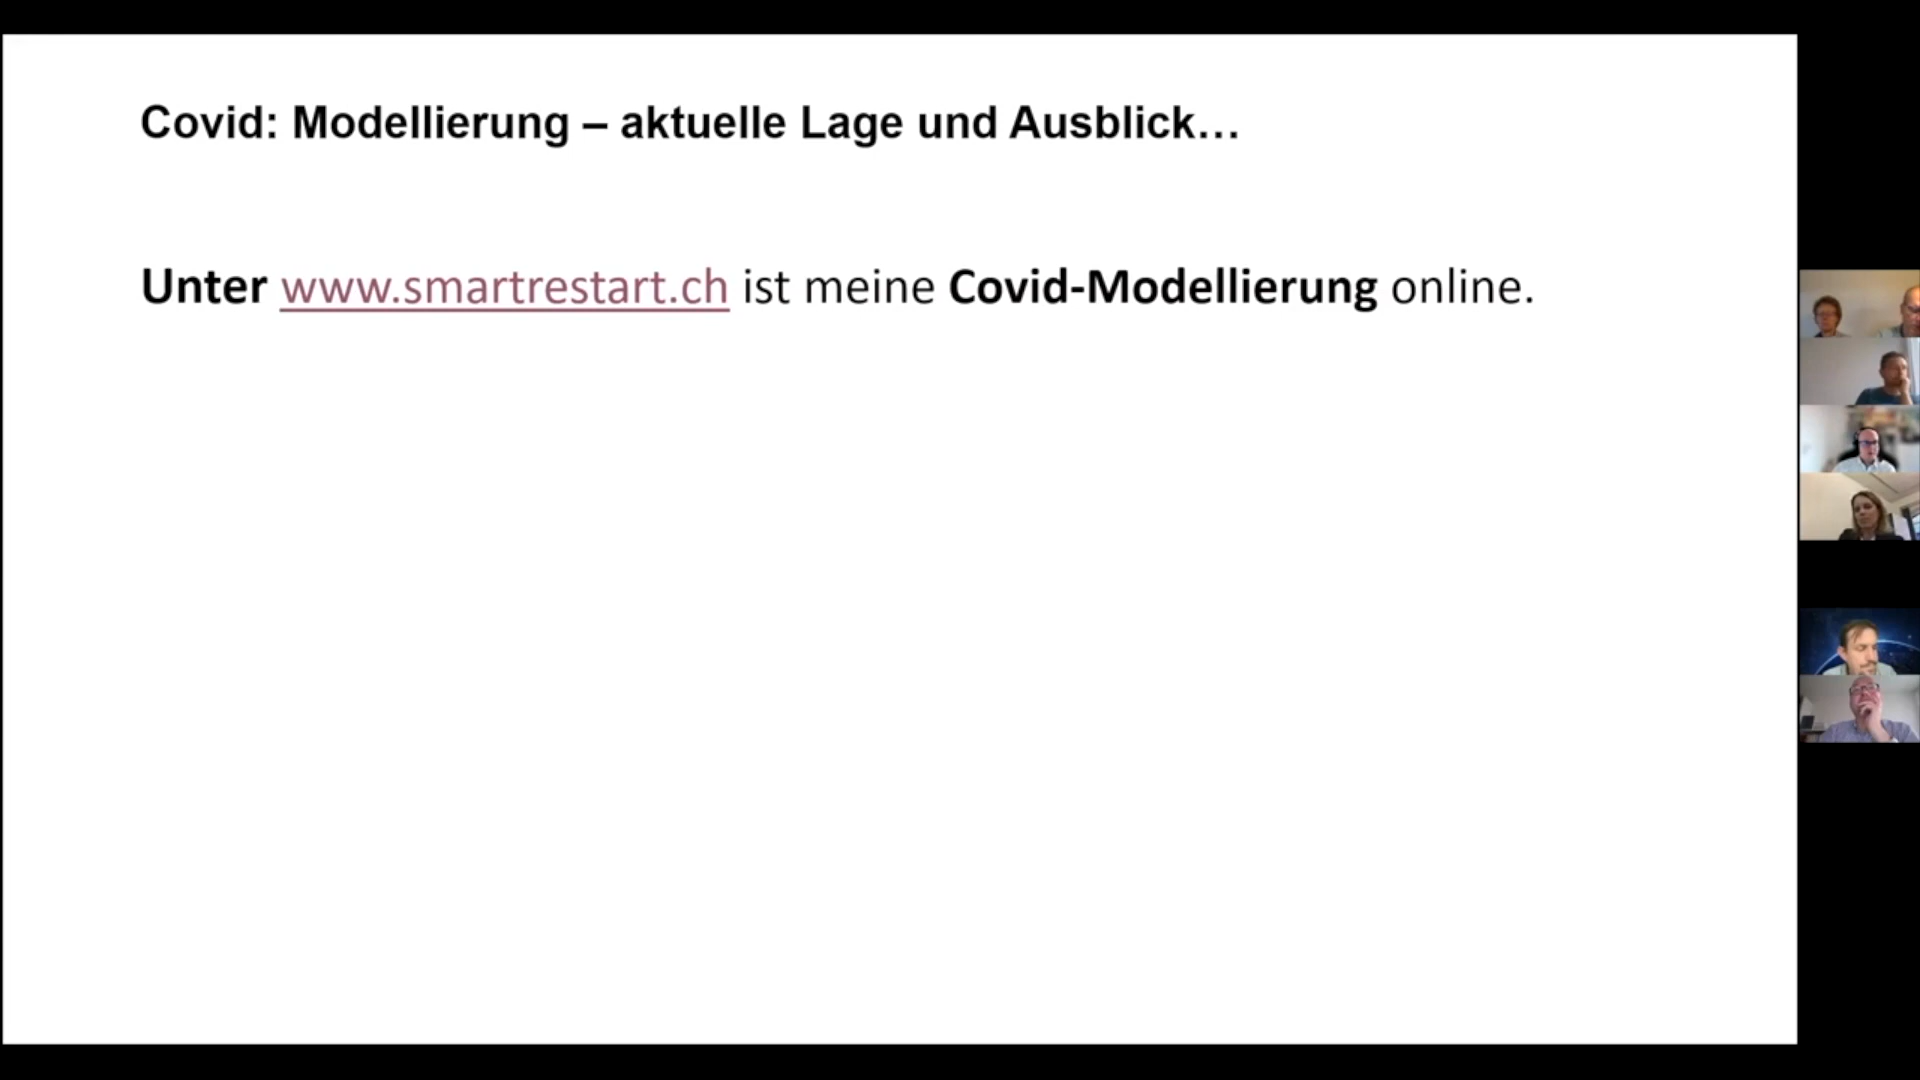 Covid: Modellierung – aktuelle Lage und Ausblick…
Unter www.smartrestart.ch ist meine Covid-Modellierung online.